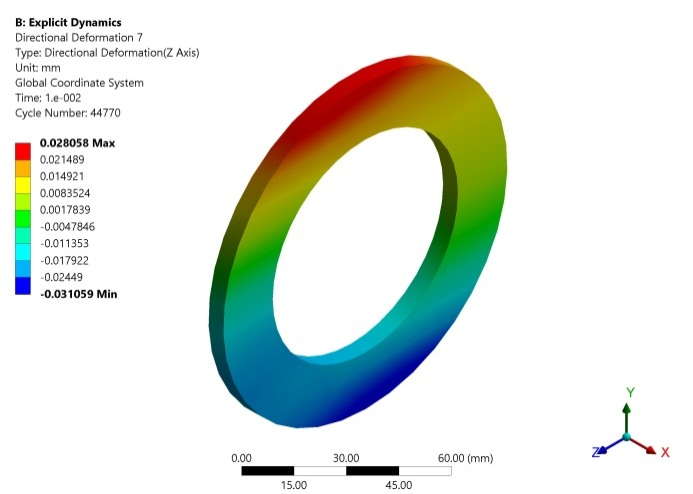 B: Explicit Dynamics
Directional Deformation 7
Type: Directional Deformation(Z Axis)
Unit: mm
Global Coordinate System
Time: 1.e-002
Cycle Number: 44770
0.028058 Max
0.021489
0.014921
0.0083524
0.0017839
-0.0047846
-0.011353
-0.017922
-0.02449
-0.031059 Min
Y
Z X
0.00 30.00 60.00 (mm)
15.00 45.00